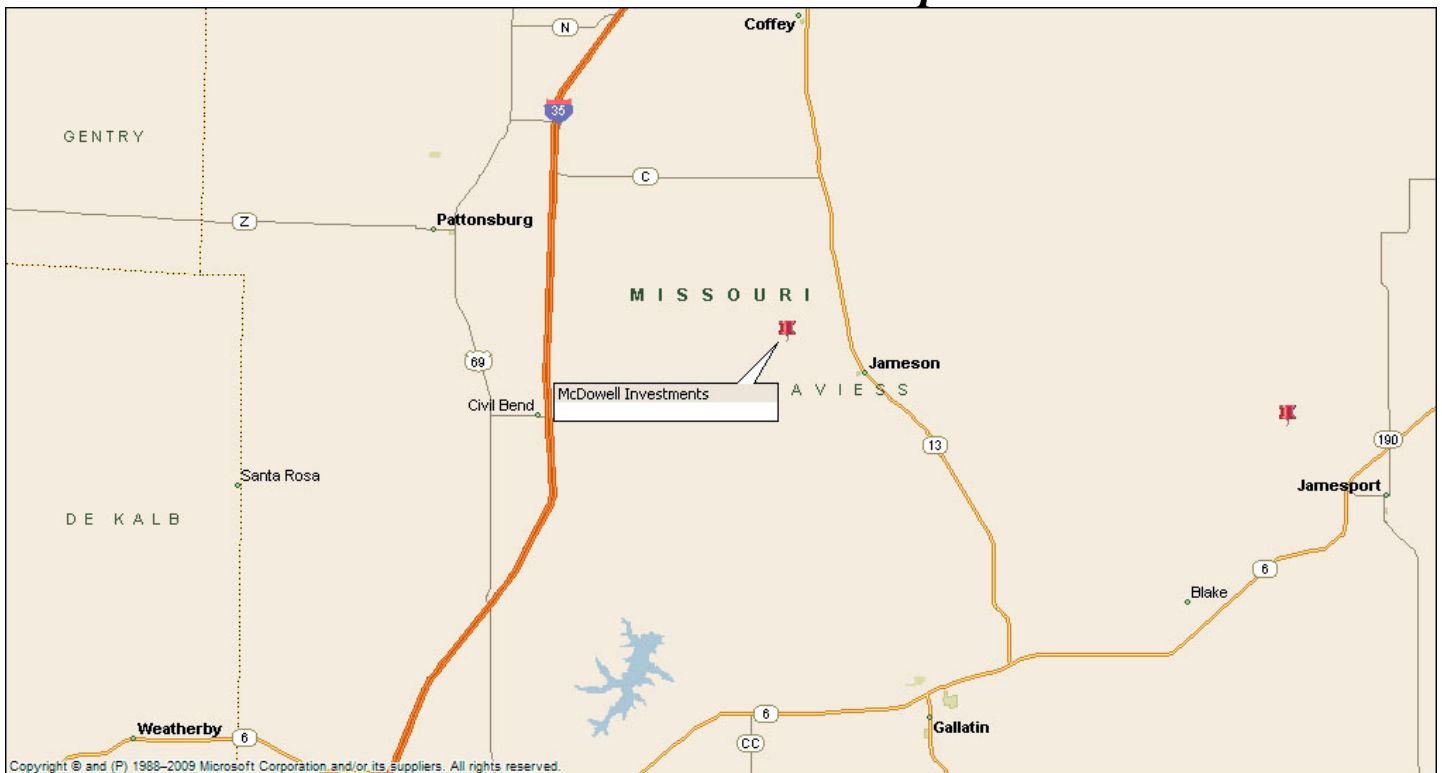 Coffey
N
35
GENTRY
C
Z
Pattonsburg
MISSOURI
69
Jameson
McDowell Investments
AVIESS
Civil Bend
13
190
Santa Rosa
Jamesport
DE KALB
6
Blake
6
Weatherby
6
Gallatin
CC
Copyright © and (P) 1988–2009 Microsoft Corporation and/or its suppliers. All rights reserved.